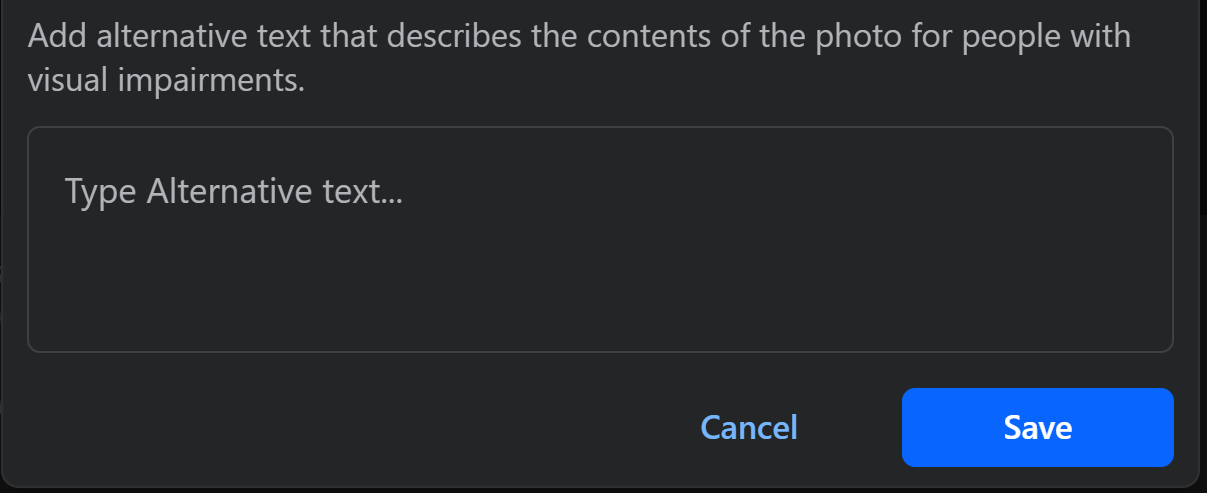 Add alternative text that describes the contents of the photo for people with
visual impairments.
Type Alternative text...
Cancel
Save